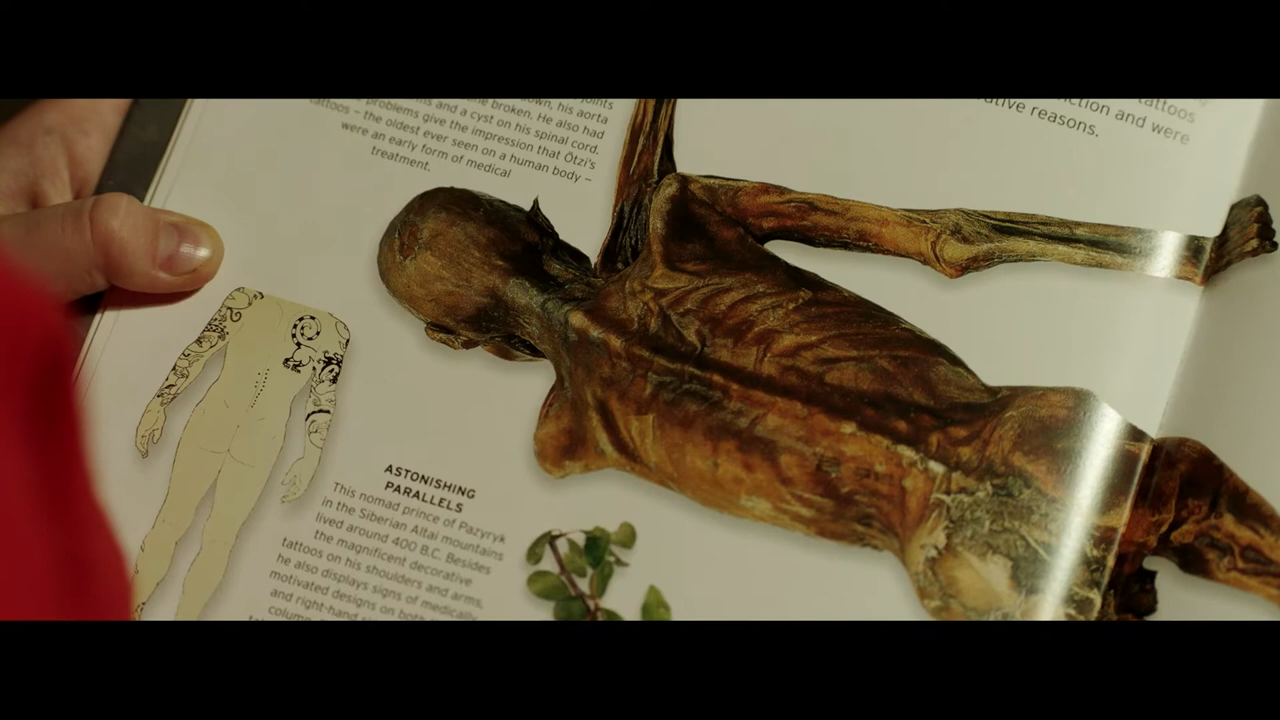 joints
down, his aorta
broken. He also had
and a cyst on his spinal cord.
problems give the impression that Ötzi's
tattoos – the oldest ever seen on a human body –
were an early form of medical
treatment.
tattoos
and were
reasons.
ASTONISHING
PARALLELS
This nomad prince of Pazyryk
in the Siberian Altai mountains
lived around 400 B.C. Besides
the magnificent decorative
tattoos on his shoulders and arms,
he also displays signs of medically
motivated designs on both
and right-hand